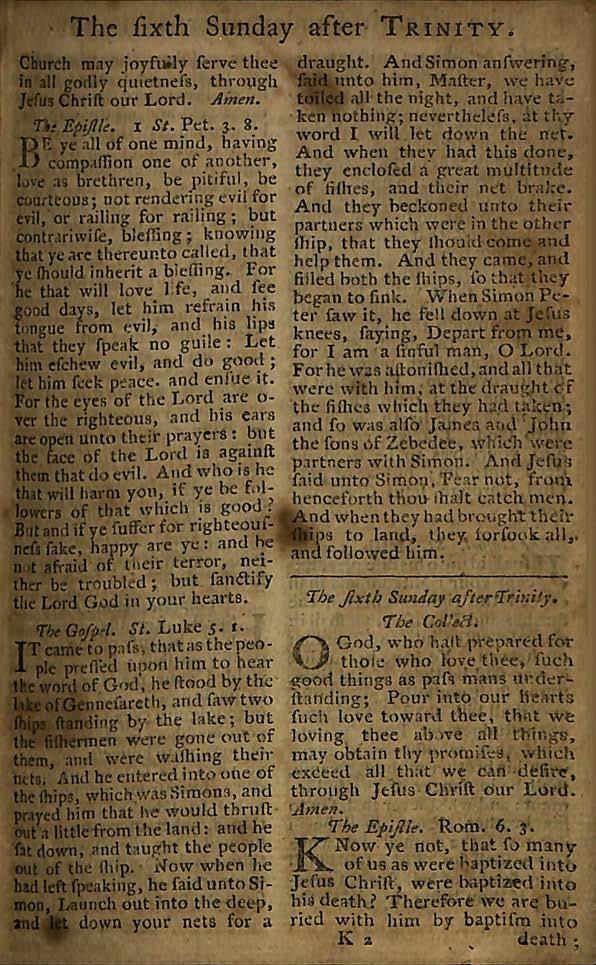 The ſixth Sunday after TRINITY.
Church may joyfully ſerve thee
in all godly quietneſs, through
Jeſus Chriſt our Lord. Amen.
The Epiſtle. 1 St. Pet. 3. 8.
BE ye all of one mind, having
compaſſion one of another,
love as brethren, be pitiful, be
courteous; not rendering evil for
evil, or railing for railing; but
contrariwiſe, bleſſing; knowing
that ye are thereunto called, that
ye ſhould inherit a bleſſing. For
he that will love life, and ſee
good days, let him refrain his
tongue from evil, and his lips
that they ſpeak no guile: Let
him eſchew evil, and do good;
let him ſeek peace. and enſue it.
For the eyes of the Lord are o-
ver the righteous, and his ears
are open unto their prayers: but
the face of the Lord is againſt
them that do evil. And who is he
that will harm you, if ye be fol-
lowers of that which is good?
But and if ye ſuffer for righteouſ-
neſs ſake, happy are ye: and be
not afraid of their terror, nei-
ther be troubled; but ſanctify
the Lord God in your hearts.
The Goſpel. St. Luke 5. 1.
IT came to paſs, that as the peo-
ple preſſed upon him to hear
the word of God, he ſtood by the
lake of Genneſareth, and ſaw two
ſhips ſtanding by the lake; but
the fiſhermen were gone out of
them, and were waſhing their
nets. And he entered into one of
the ſhips, which was Simons, and
prayed him that he would thruſt
out a little from the land: and he
ſat down, and taught the people
out of the ſhip. Now when he
had left ſpeaking, he ſaid unto Si-
mon, Launch out into the deep,
and let down your nets for a
draught. And Simon anſwering,
ſaid unto him, Maſter, we have
toiled all the night, and have ta-
ken nothing; nevertheleſs, at thy
word I will let down the net.
And when they had this done,
they encloſed a great multitude
of fiſhes, and their net brake.
And they beckoned unto their
partners which were in the other
ſhip, that they ſhould come and
help them. And they came, and
filled both the ſhips, ſo that they
began to ſink. When Simon Pe-
ter ſaw it, he fell down at Jeſus
knees, ſaying, Depart from me,
for I am a ſinful man, O Lord.
For he was aſtoniſhed, and all that
were with him, at the draught of
the fiſhes which they had taken;
and ſo was alſo James and John
the ſons of Zebedee, which were
partners with Simon. And Jeſus
ſaid unto Simon, Fear not, from
henceforth thou ſhalt catch men.
And when they had brought their
ſhips to land, they forſook all,
and followed him.
The ſixth Sunday after Trinity.
The Collect.
O God, who haſt prepared for
thoſe who love thee, ſuch
good things as paſs mans under-
ſtanding; Pour into our hearts
ſuch love toward thee, that we
loving thee above all things,
may obtain thy promiſes, which
exceed all that we can deſire,
through Jeſus Chriſt our Lord.
Amen.
The Epiſtle. Rom. 6. 3.
KNow ye not, that ſo many
of us as were baptized into
Jeſus Chriſt, were baptized into
his death? Therefore we are bu-
ried with him by baptiſm into
K 2 death;